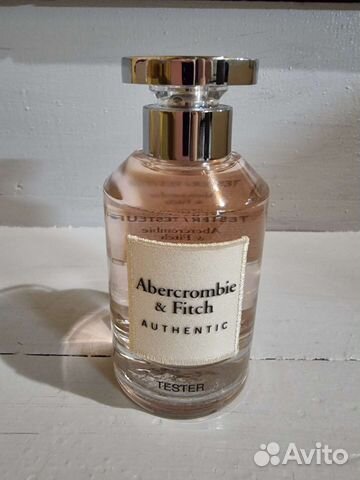 Abercrombie
& Fitch
AUTHENTIC
TESTER
Avito